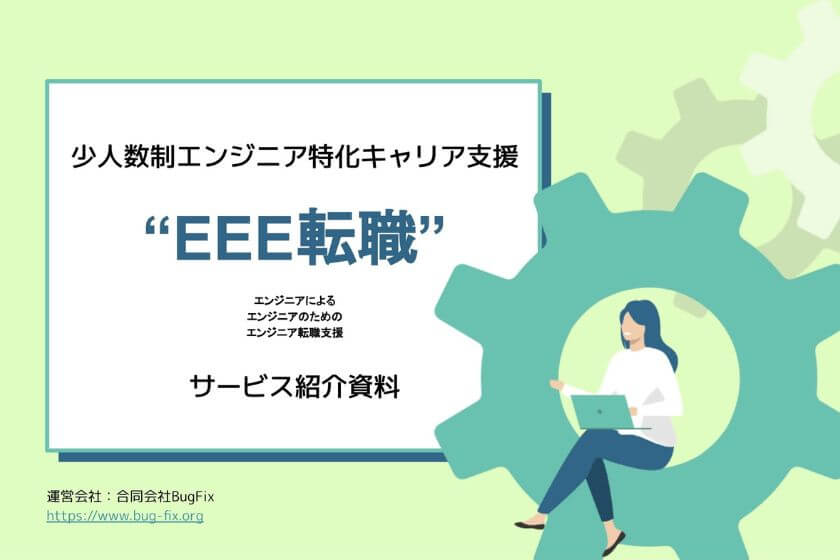 少人数制エンジニア特化キャリア支援
“EEE転職”
エンジニアによる
エンジニアのための
エンジニア転職支援
サービス紹介資料
運営会社：合同会社BugFix
https://www.bug-fix.org